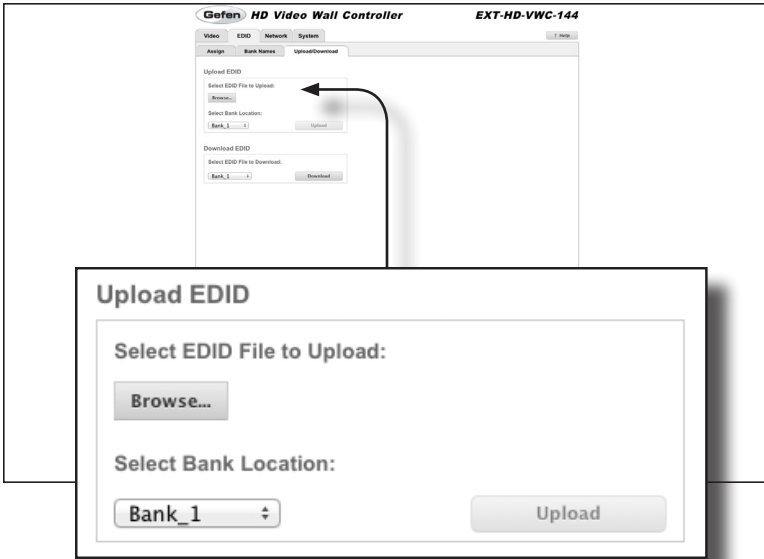 Gefen HD Video Wall Controller EXT-HD-VWC-144
Video EDID Network System ? Help
Assign Bank Names Upload/Download
Upload EDID
Select EDID File to Upload:
Browse...
Select Bank Location:
Bank_1 Upload
Download EDID
Select EDID File to Download:
Bank_1 Download
Upload EDID
Select EDID File to Upload:
Browse...
Select Bank Location:
Bank_1 Upload